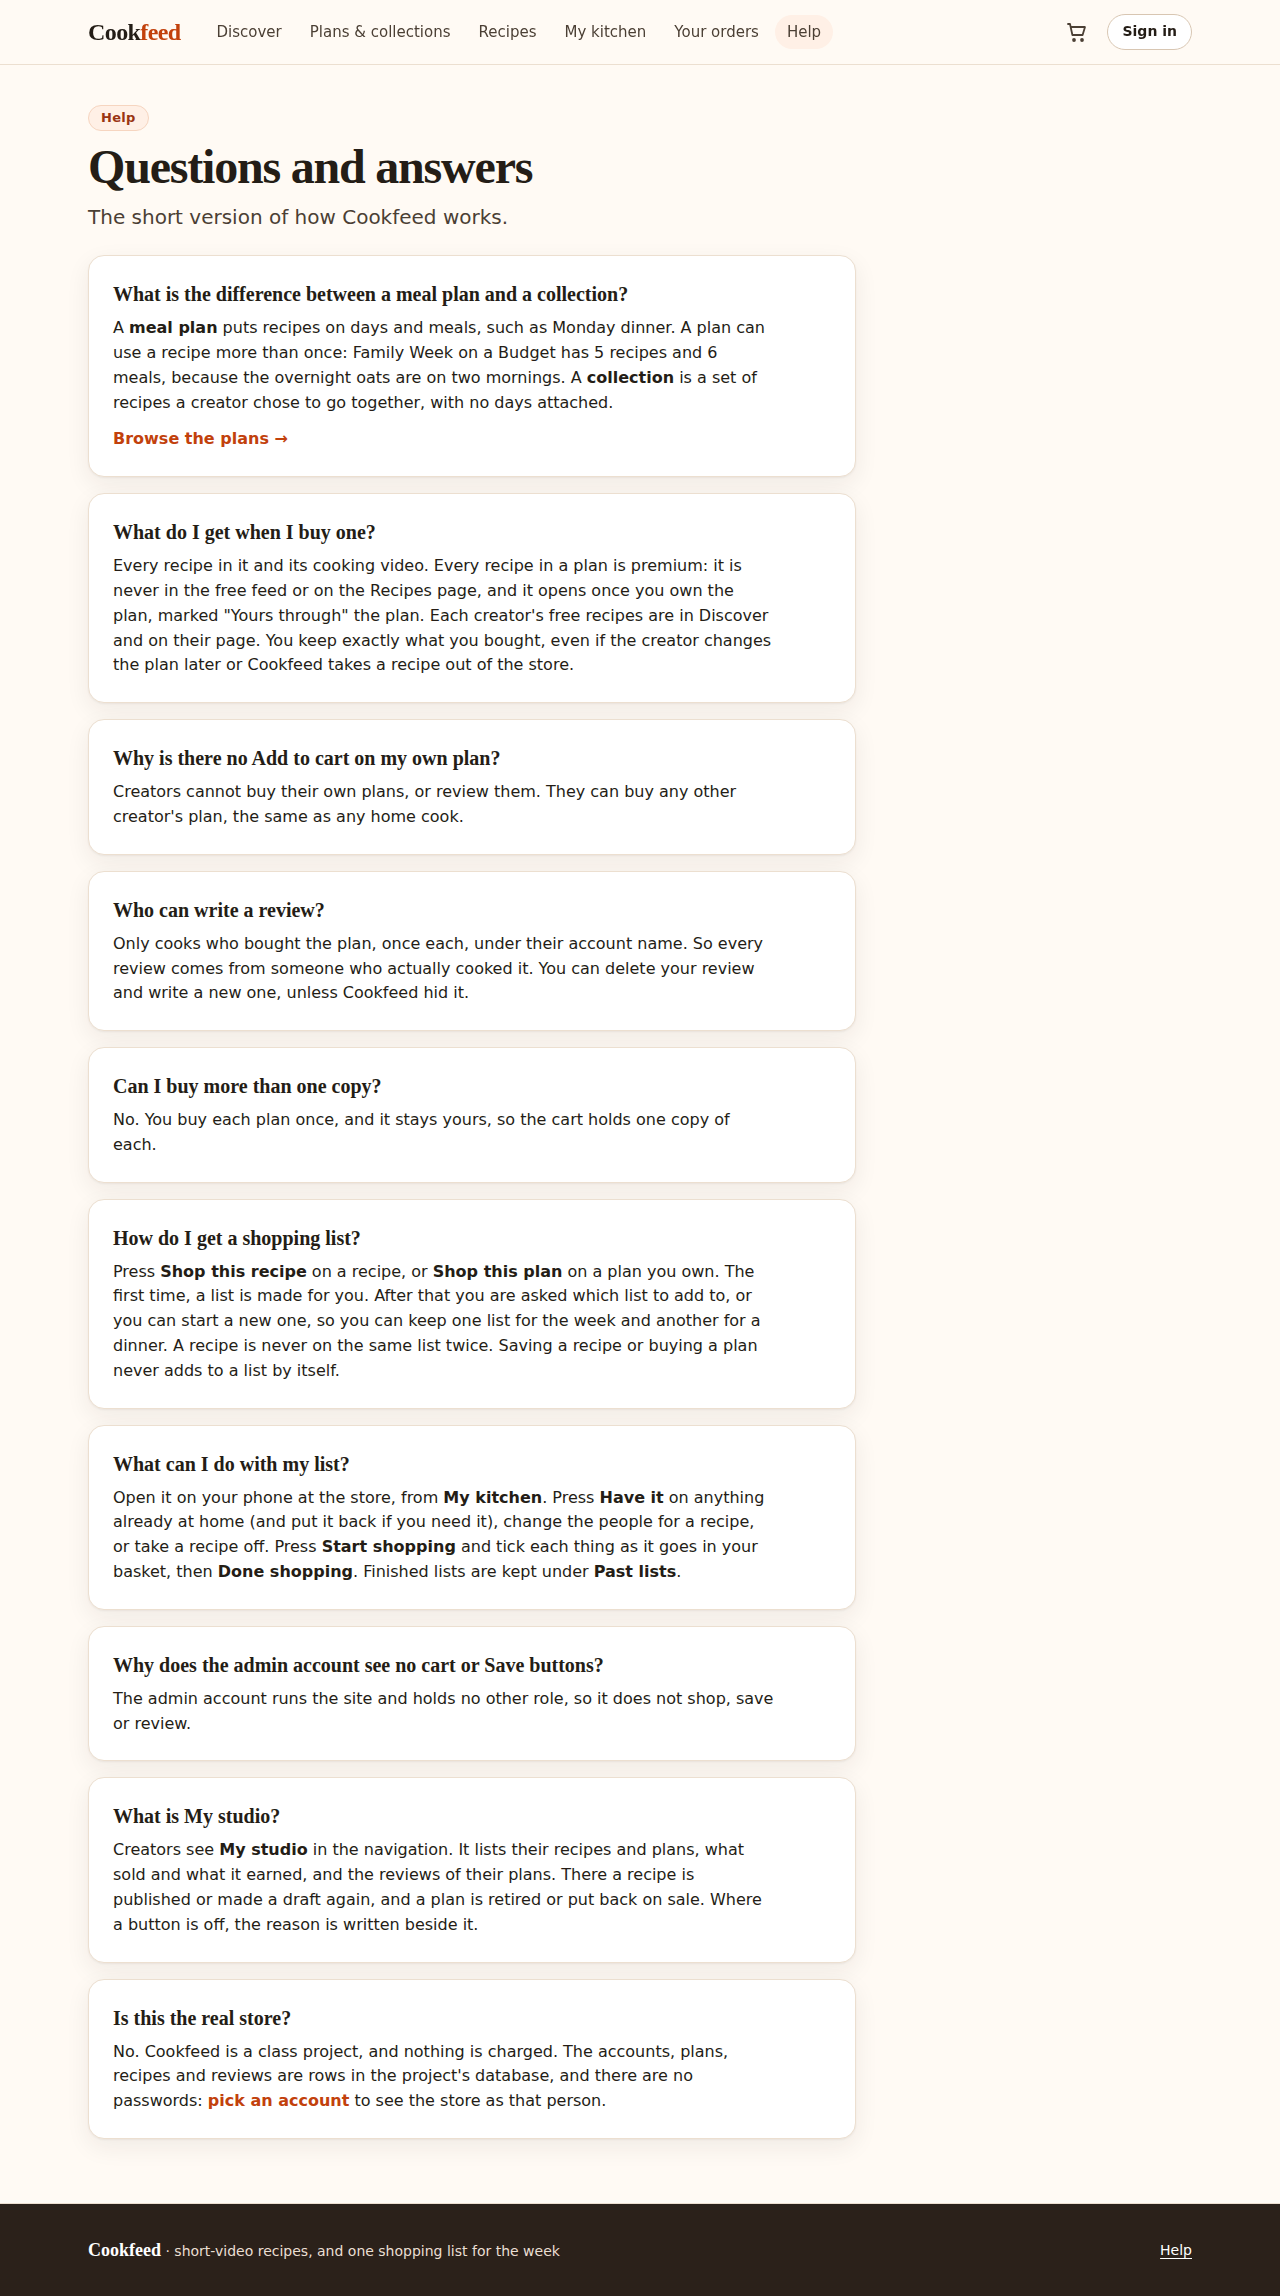 Cookfeed Discover Plans & collections Recipes My kitchen Your orders Help Sign in
Help
Questions and answers
The short version of how Cookfeed works.
What is the difference between a meal plan and a collection?
A meal plan puts recipes on days and meals, such as Monday dinner. A plan can
use a recipe more than once: Family Week on a Budget has 5 recipes and 6
meals, because the overnight oats are on two mornings. A collection is a set of
recipes a creator chose to go together, with no days attached.
Browse the plans →
What do I get when I buy one?
Every recipe in it and its cooking video. Every recipe in a plan is premium: it is
never in the free feed or on the Recipes page, and it opens once you own the
plan, marked "Yours through" the plan. Each creator's free recipes are in Discover
and on their page. You keep exactly what you bought, even if the creator changes
the plan later or Cookfeed takes a recipe out of the store.
Why is there no Add to cart on my own plan?
Creators cannot buy their own plans, or review them. They can buy any other
creator's plan, the same as any home cook.
Who can write a review?
Only cooks who bought the plan, once each, under their account name. So every
review comes from someone who actually cooked it. You can delete your review
and write a new one, unless Cookfeed hid it.
Can I buy more than one copy?
No. You buy each plan once, and it stays yours, so the cart holds one copy of
each.
How do I get a shopping list?
Press Shop this recipe on a recipe, or Shop this plan on a plan you own. The
first time, a list is made for you. After that you are asked which list to add to, or
you can start a new one, so you can keep one list for the week and another for a
dinner. A recipe is never on the same list twice. Saving a recipe or buying a plan
never adds to a list by itself.
What can I do with my list?
Open it on your phone at the store, from My kitchen. Press Have it on anything
already at home (and put it back if you need it), change the people for a recipe,
or take a recipe off. Press Start shopping and tick each thing as it goes in your
basket, then Done shopping. Finished lists are kept under Past lists.
Why does the admin account see no cart or Save buttons?
The admin account runs the site and holds no other role, so it does not shop, save
or review.
What is My studio?
Creators see My studio in the navigation. It lists their recipes and plans, what
sold and what it earned, and the reviews of their plans. There a recipe is
published or made a draft again, and a plan is retired or put back on sale. Where
a button is off, the reason is written beside it.
Is this the real store?
No. Cookfeed is a class project, and nothing is charged. The accounts, plans,
recipes and reviews are rows in the project's database, and there are no
passwords: pick an account to see the store as that person.
Cookfeed · short-video recipes, and one shopping list for the week Help